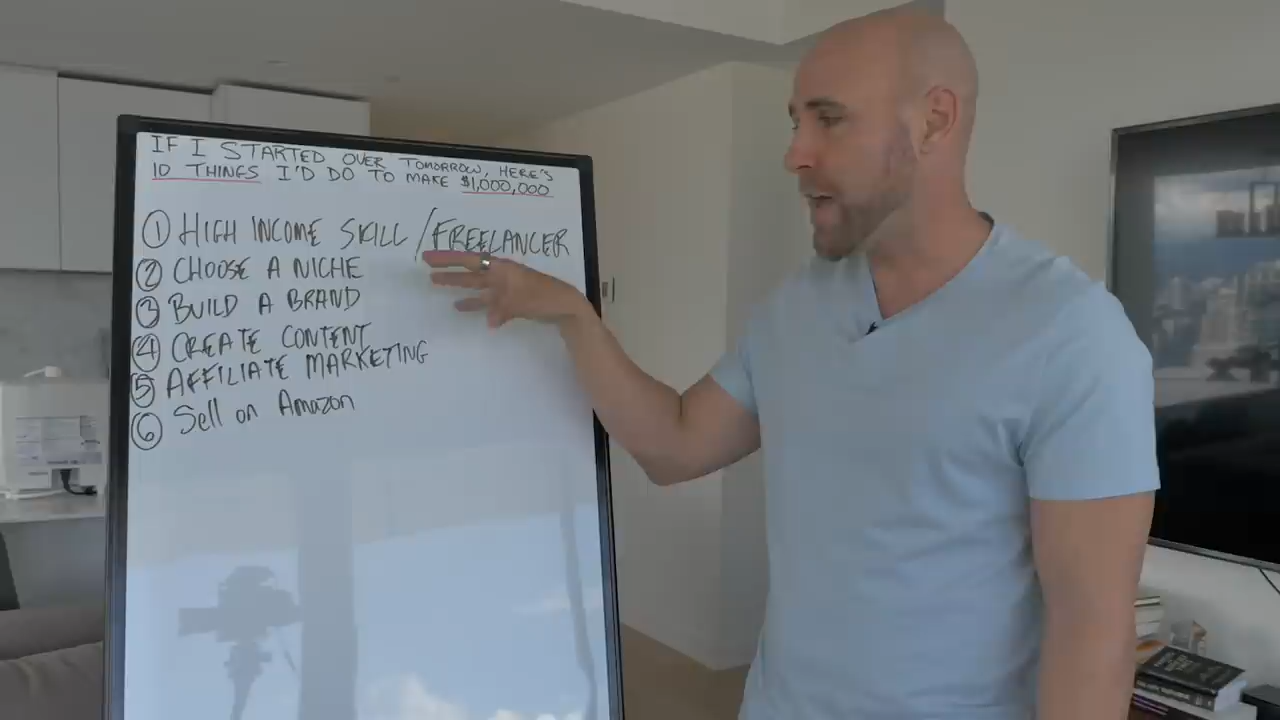 IF I STARTED OVER TOMORROW, HERE'S
10 THINGS I'D DO TO MAKE $1,000,000
① HIGH INCOME SKILL / FREELANCER
② CHOOSE A NICHE
③ BUILD A BRAND
④ CREATE CONTENT
⑤ AFFILIATE MARKETING
⑥ Sell on Amazon